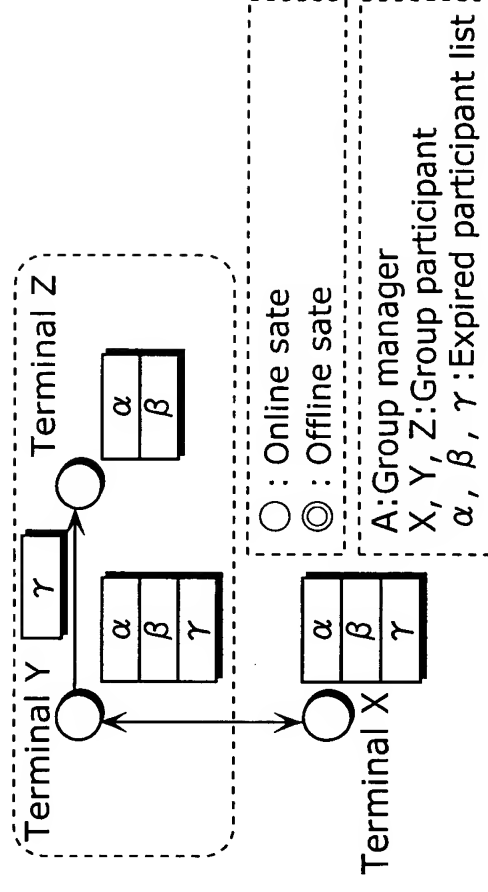 Terminal Y
γ
Terminal Z
α
β
γ
α
β
Terminal X
α
β
γ
○ : Online sate
◎ : Offline sate
A:Group manager
X, Y, Z:Group participant
α, β, γ :Expired participant list